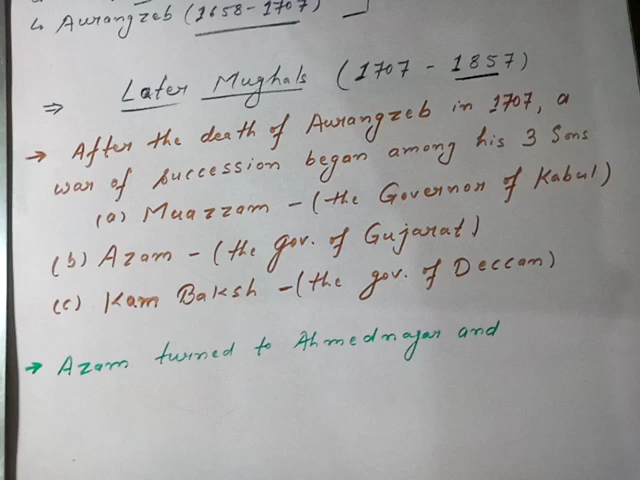 4. Aurangzeb (1658-1707)
⇒ Later Mughals (1707 - 1857)
→ After the death of Aurangzeb in 1707, a
war of succession began among his 3 Sons
(a) Muazzam - (the Governor of Kabul)
(b) Azam - (the gov. of Gujarat)
(c) Kam Baksh - (the gov. of Deccan)
→ Azam turned to Ahmednagar and